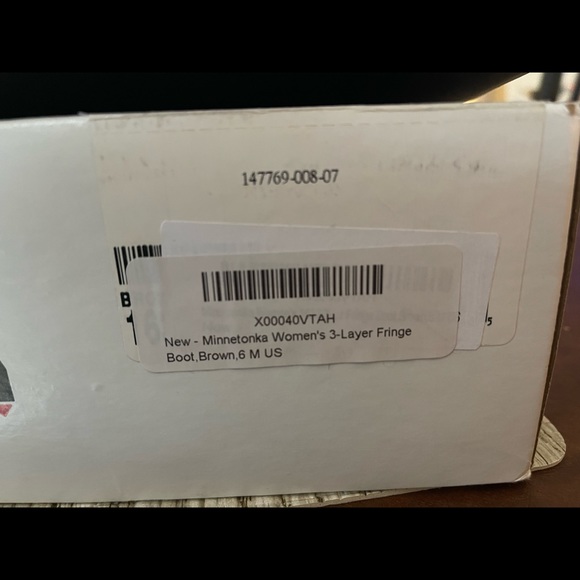 147769-008-07
X00040VTAH
New - Minnetonka Women's 3-Layer Fringe
Boot,Brown,6 M US